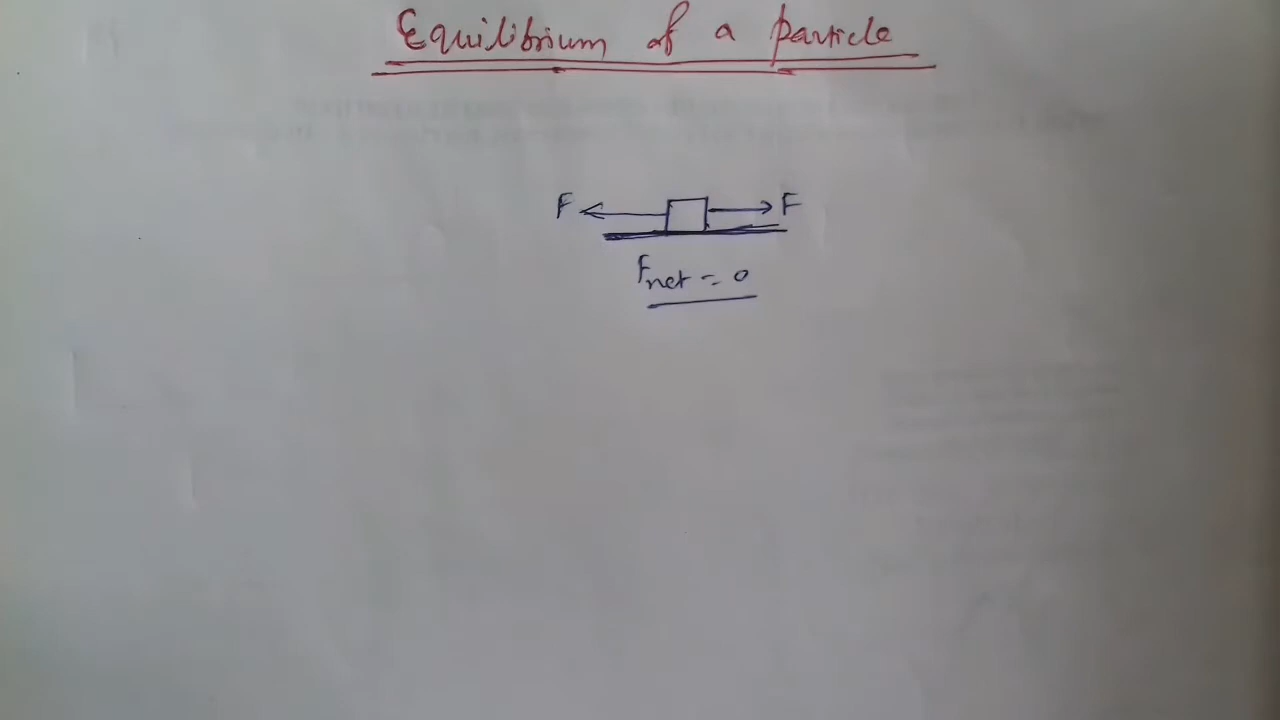 Equilibrium of a particle
F F
Fnet = 0